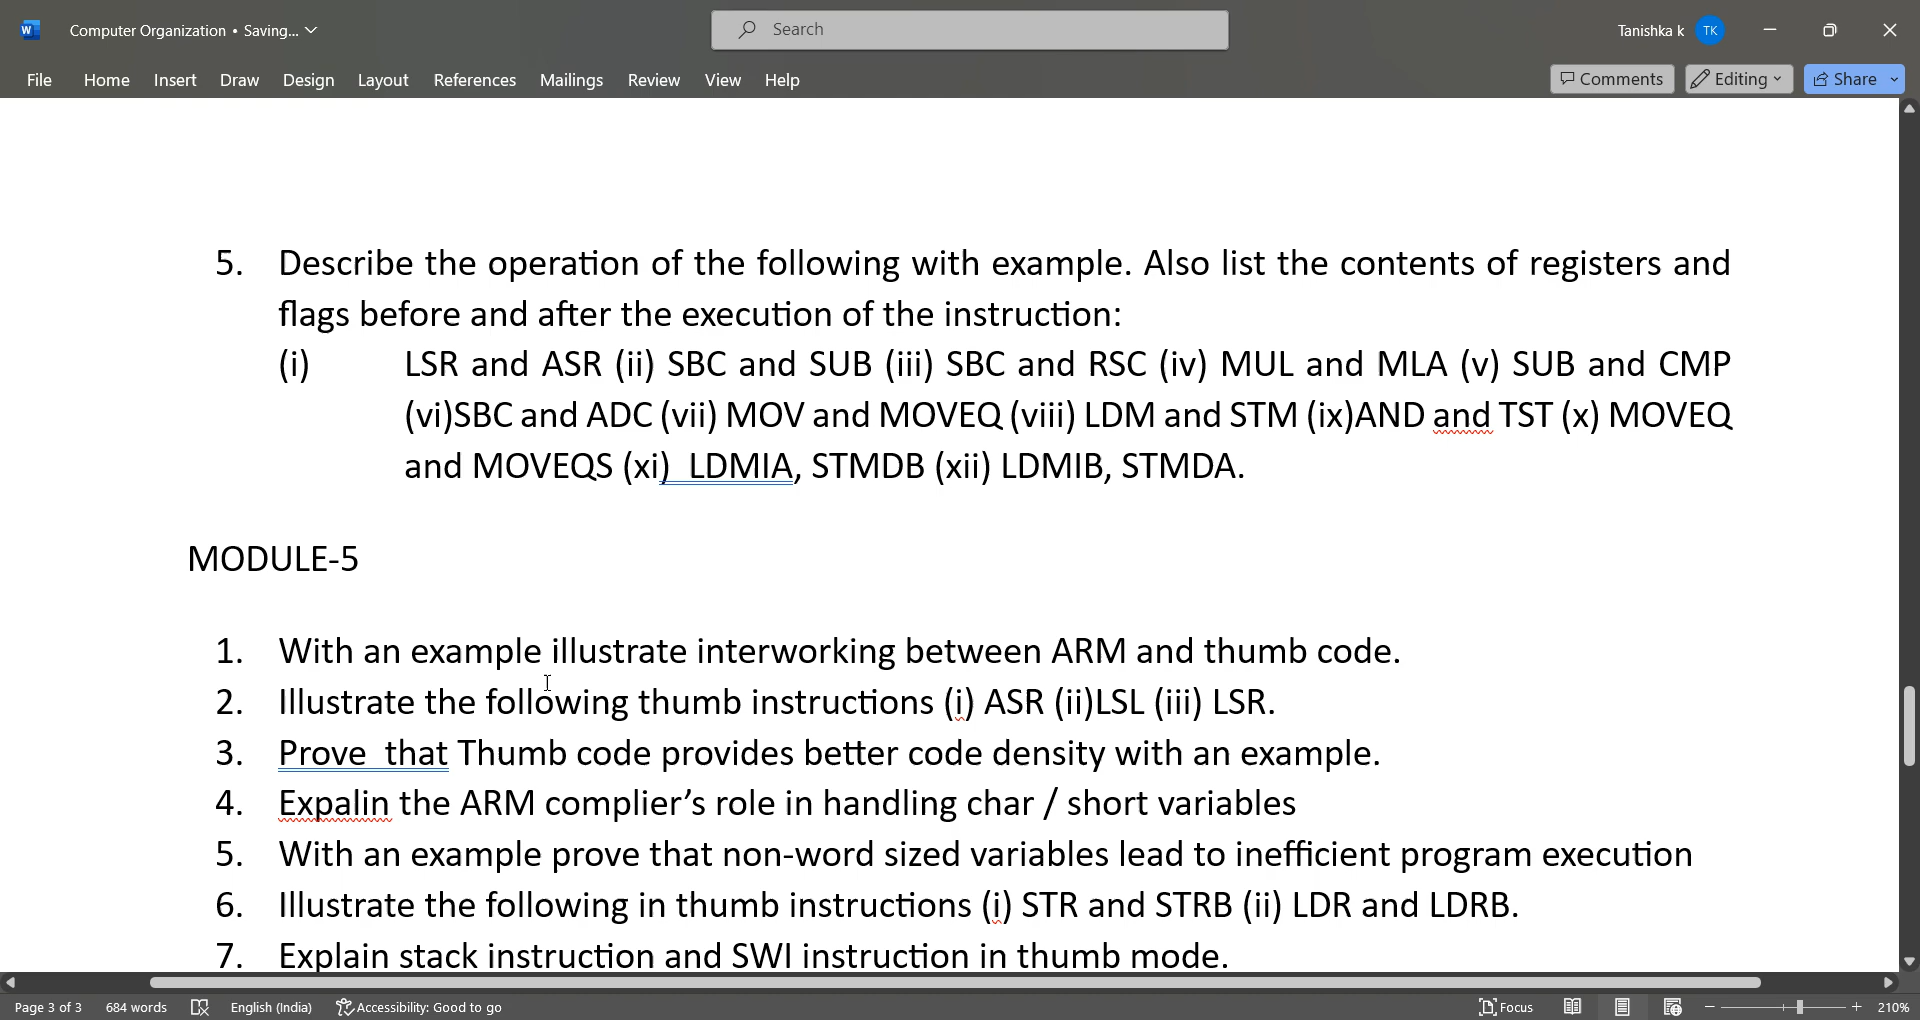 Computer Organization • Saving...
Search
Tanishka k
TK
File Home Insert Draw Design Layout References Mailings Review View Help
Comments Editing Share
5. Describe the operation of the following with example. Also list the contents of registers and
flags before and after the execution of the instruction:
(i) LSR and ASR (ii) SBC and SUB (iii) SBC and RSC (iv) MUL and MLA (v) SUB and CMP
(vi)SBC and ADC (vii) MOV and MOVEQ (viii) LDM and STM (ix)AND and TST (x) MOVEQ
and MOVEQS (xi) LDMIA, STMDB (xii) LDMIB, STMDA.
MODULE-5
1. With an example illustrate interworking between ARM and thumb code.
2. Illustrate the following thumb instructions (i) ASR (ii)LSL (iii) LSR.
3. Prove that Thumb code provides better code density with an example.
4. Expalin the ARM complier’s role in handling char / short variables
5. With an example prove that non-word sized variables lead to inefficient program execution
6. Illustrate the following in thumb instructions (i) STR and STRB (ii) LDR and LDRB.
7. Explain stack instruction and SWI instruction in thumb mode.
Page 3 of 3 684 words English (India) Accessibility: Good to go Focus 210%